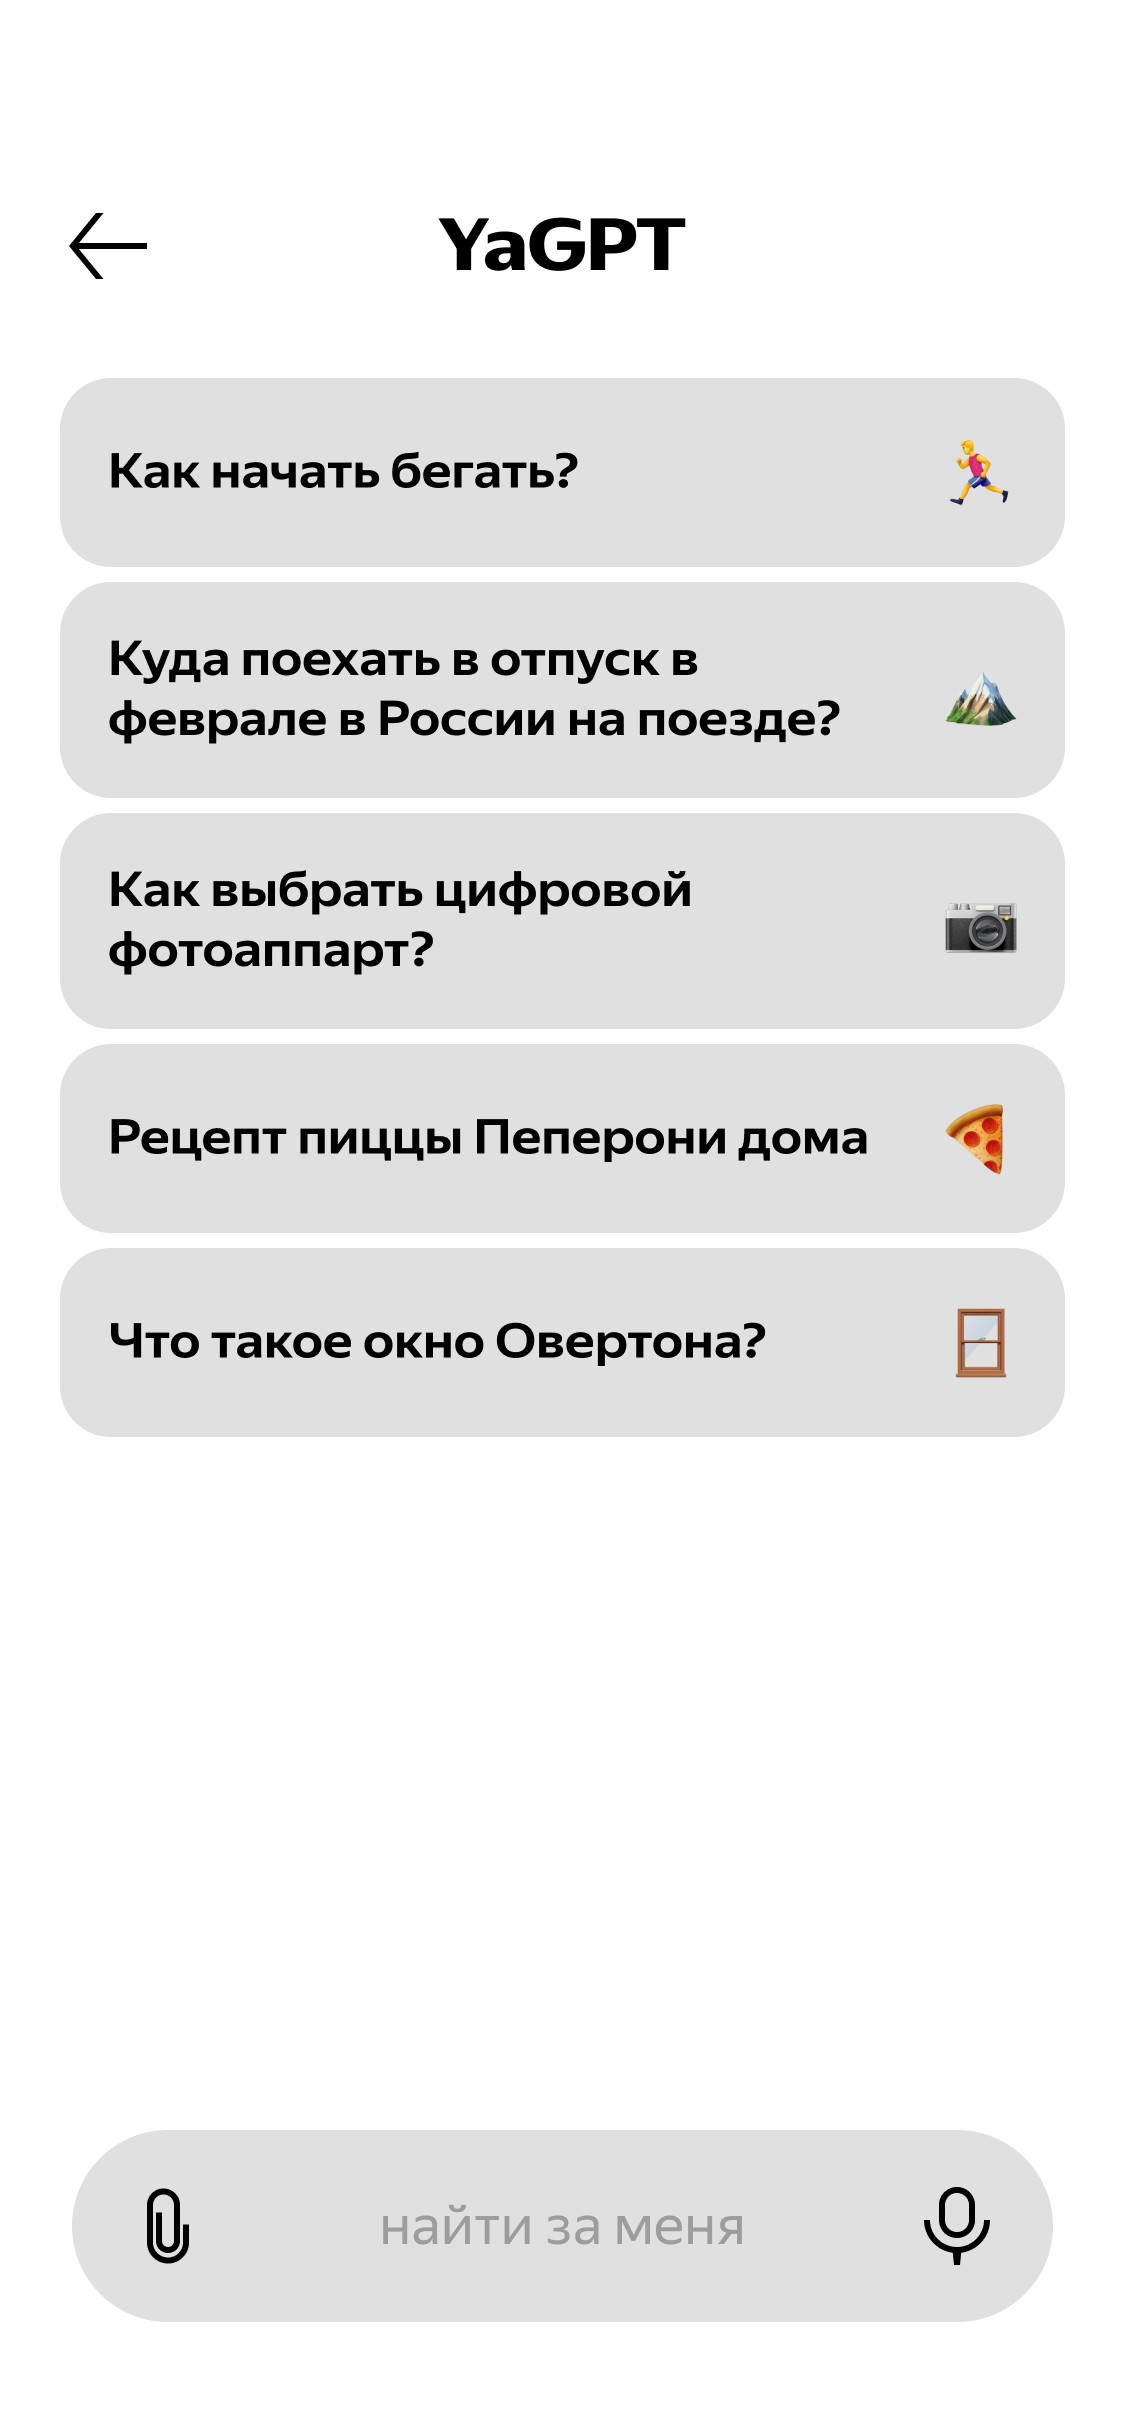 YaGPT
Как начать бегать?
Куда поехать в отпуск в
феврале в России на поезде?
Как выбрать цифровой
фотоаппарт?
Рецепт пиццы Пеперони дома
Что такое окно Овертона?
найти за меня